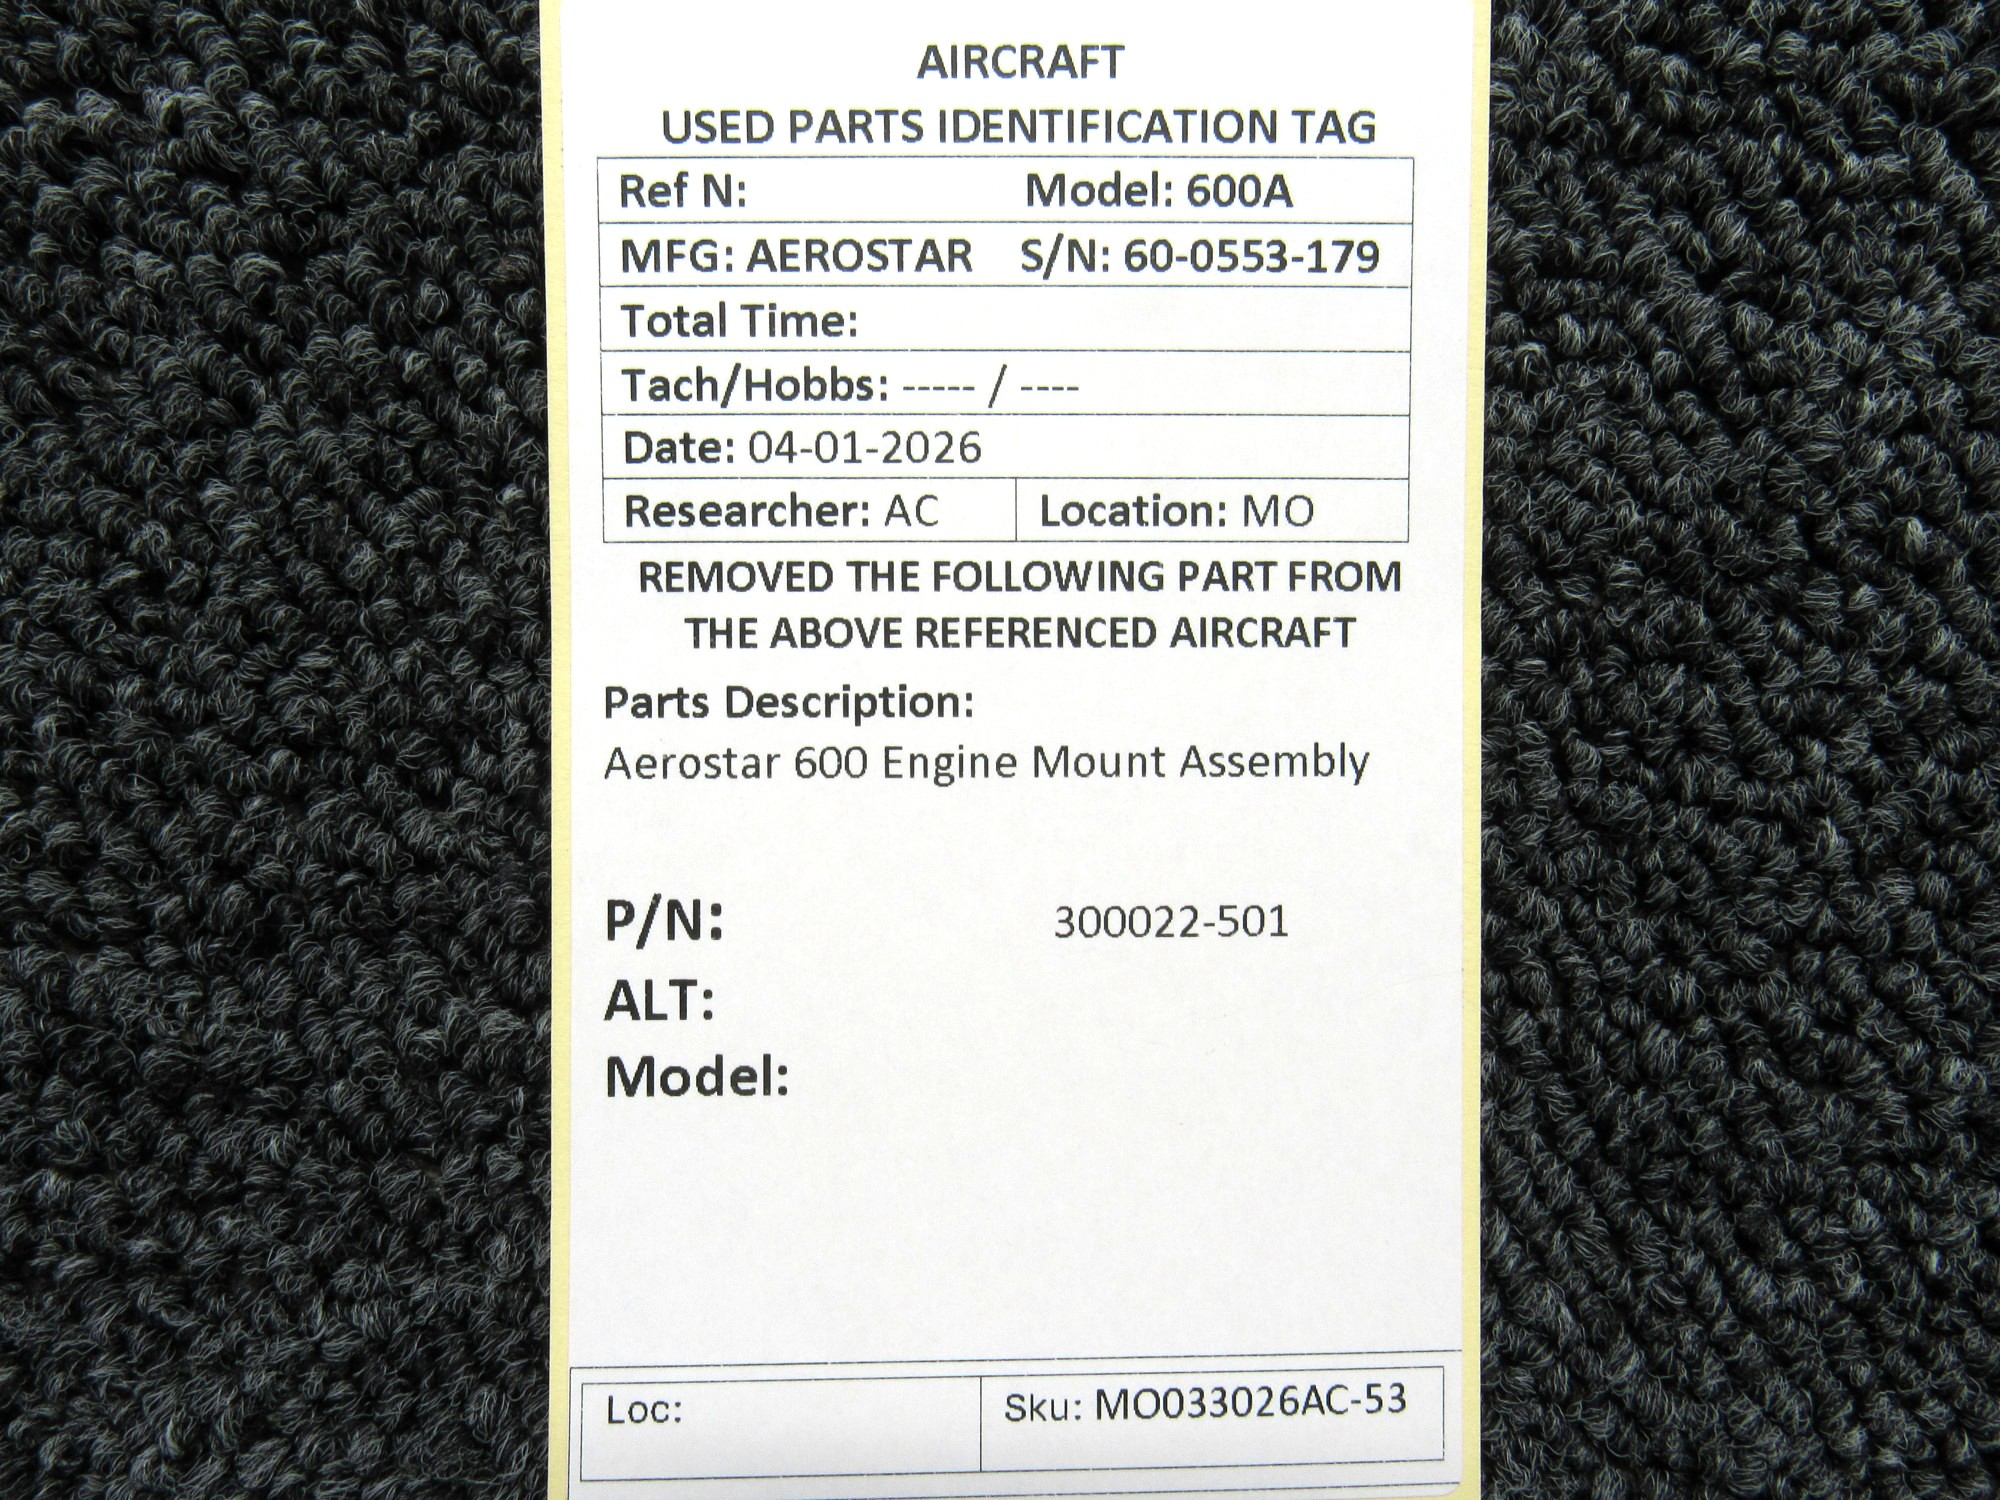 AIRCRAFT
USED PARTS IDENTIFICATION TAG
Ref N: Model: 600A
MFG: AEROSTAR S/N: 60-0553-179
Total Time:
Tach/Hobbs: ----- / ----
Date: 04-01-2026
Researcher: AC Location: MO
REMOVED THE FOLLOWING PART FROM
THE ABOVE REFERENCED AIRCRAFT
Parts Description:
Aerostar 600 Engine Mount Assembly
P/N: 300022-501
ALT:
Model:
Loc: Sku: MO033026AC-53